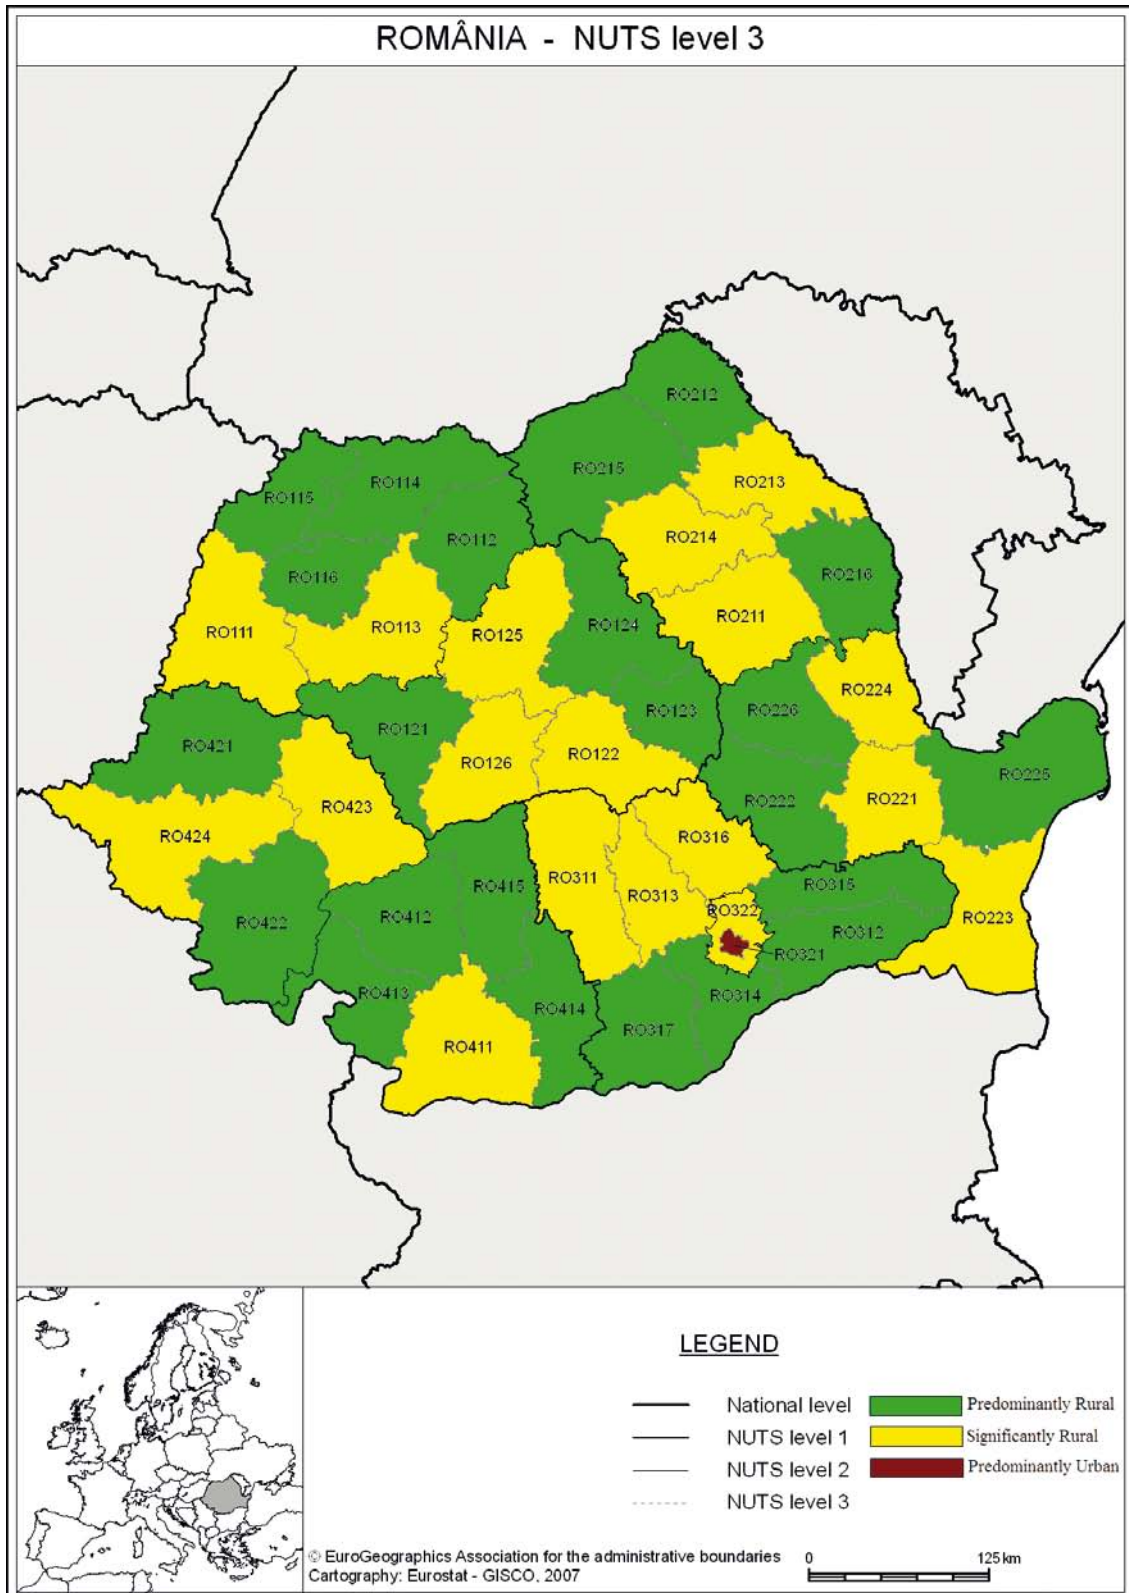 ROMÂNIA - NUTS level 3
RO212
RO215
RO213
RO114
RO115
RO214
RO112
RO216
RO116
RO111
RO113
RO125
RO124
RO211
RO224
RO123
RO226
RO421
RO121
RO122
RO126
RO225
RO423
RO221
RO222
RO424
RO316
RO311
RO415
RO315
RO313
RO322
RO412
RO223
RO422
RO312
RO321
RO413
RO314
RO414
RO317
RO411
LEGEND
National level
Predominantly Rural
NUTS level 1
Significantly Rural
NUTS level 2
Predominantly Urban
NUTS level 3
© EuroGeographics Association for the administrative boundaries
Cartography: Eurostat - GISCO, 2007
0 125 km